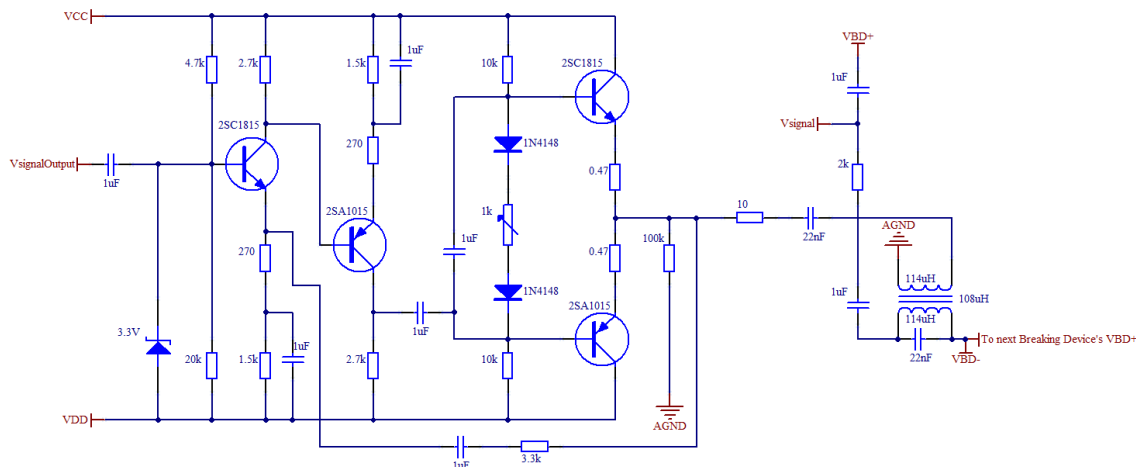 VCC
VBD+
1uF
4.7k
2.7k
1.5k
10k
2SC1815
1uF
2SC1815
Vsignal
270
1N4148
2k
VsignalOutput
0.47
1uF
2SA1015
1k
10
AGND
270
1uF
100k
0.47
22nF
114uH
1N4148
1uF
108uH
2SA1015
1uF
114uH
3.3V
To next Breaking Device's VBD+
20k
1.5k
1uF
2.7k
10k
22nF
VBD-
VDD
AGND
1uF
3.3k